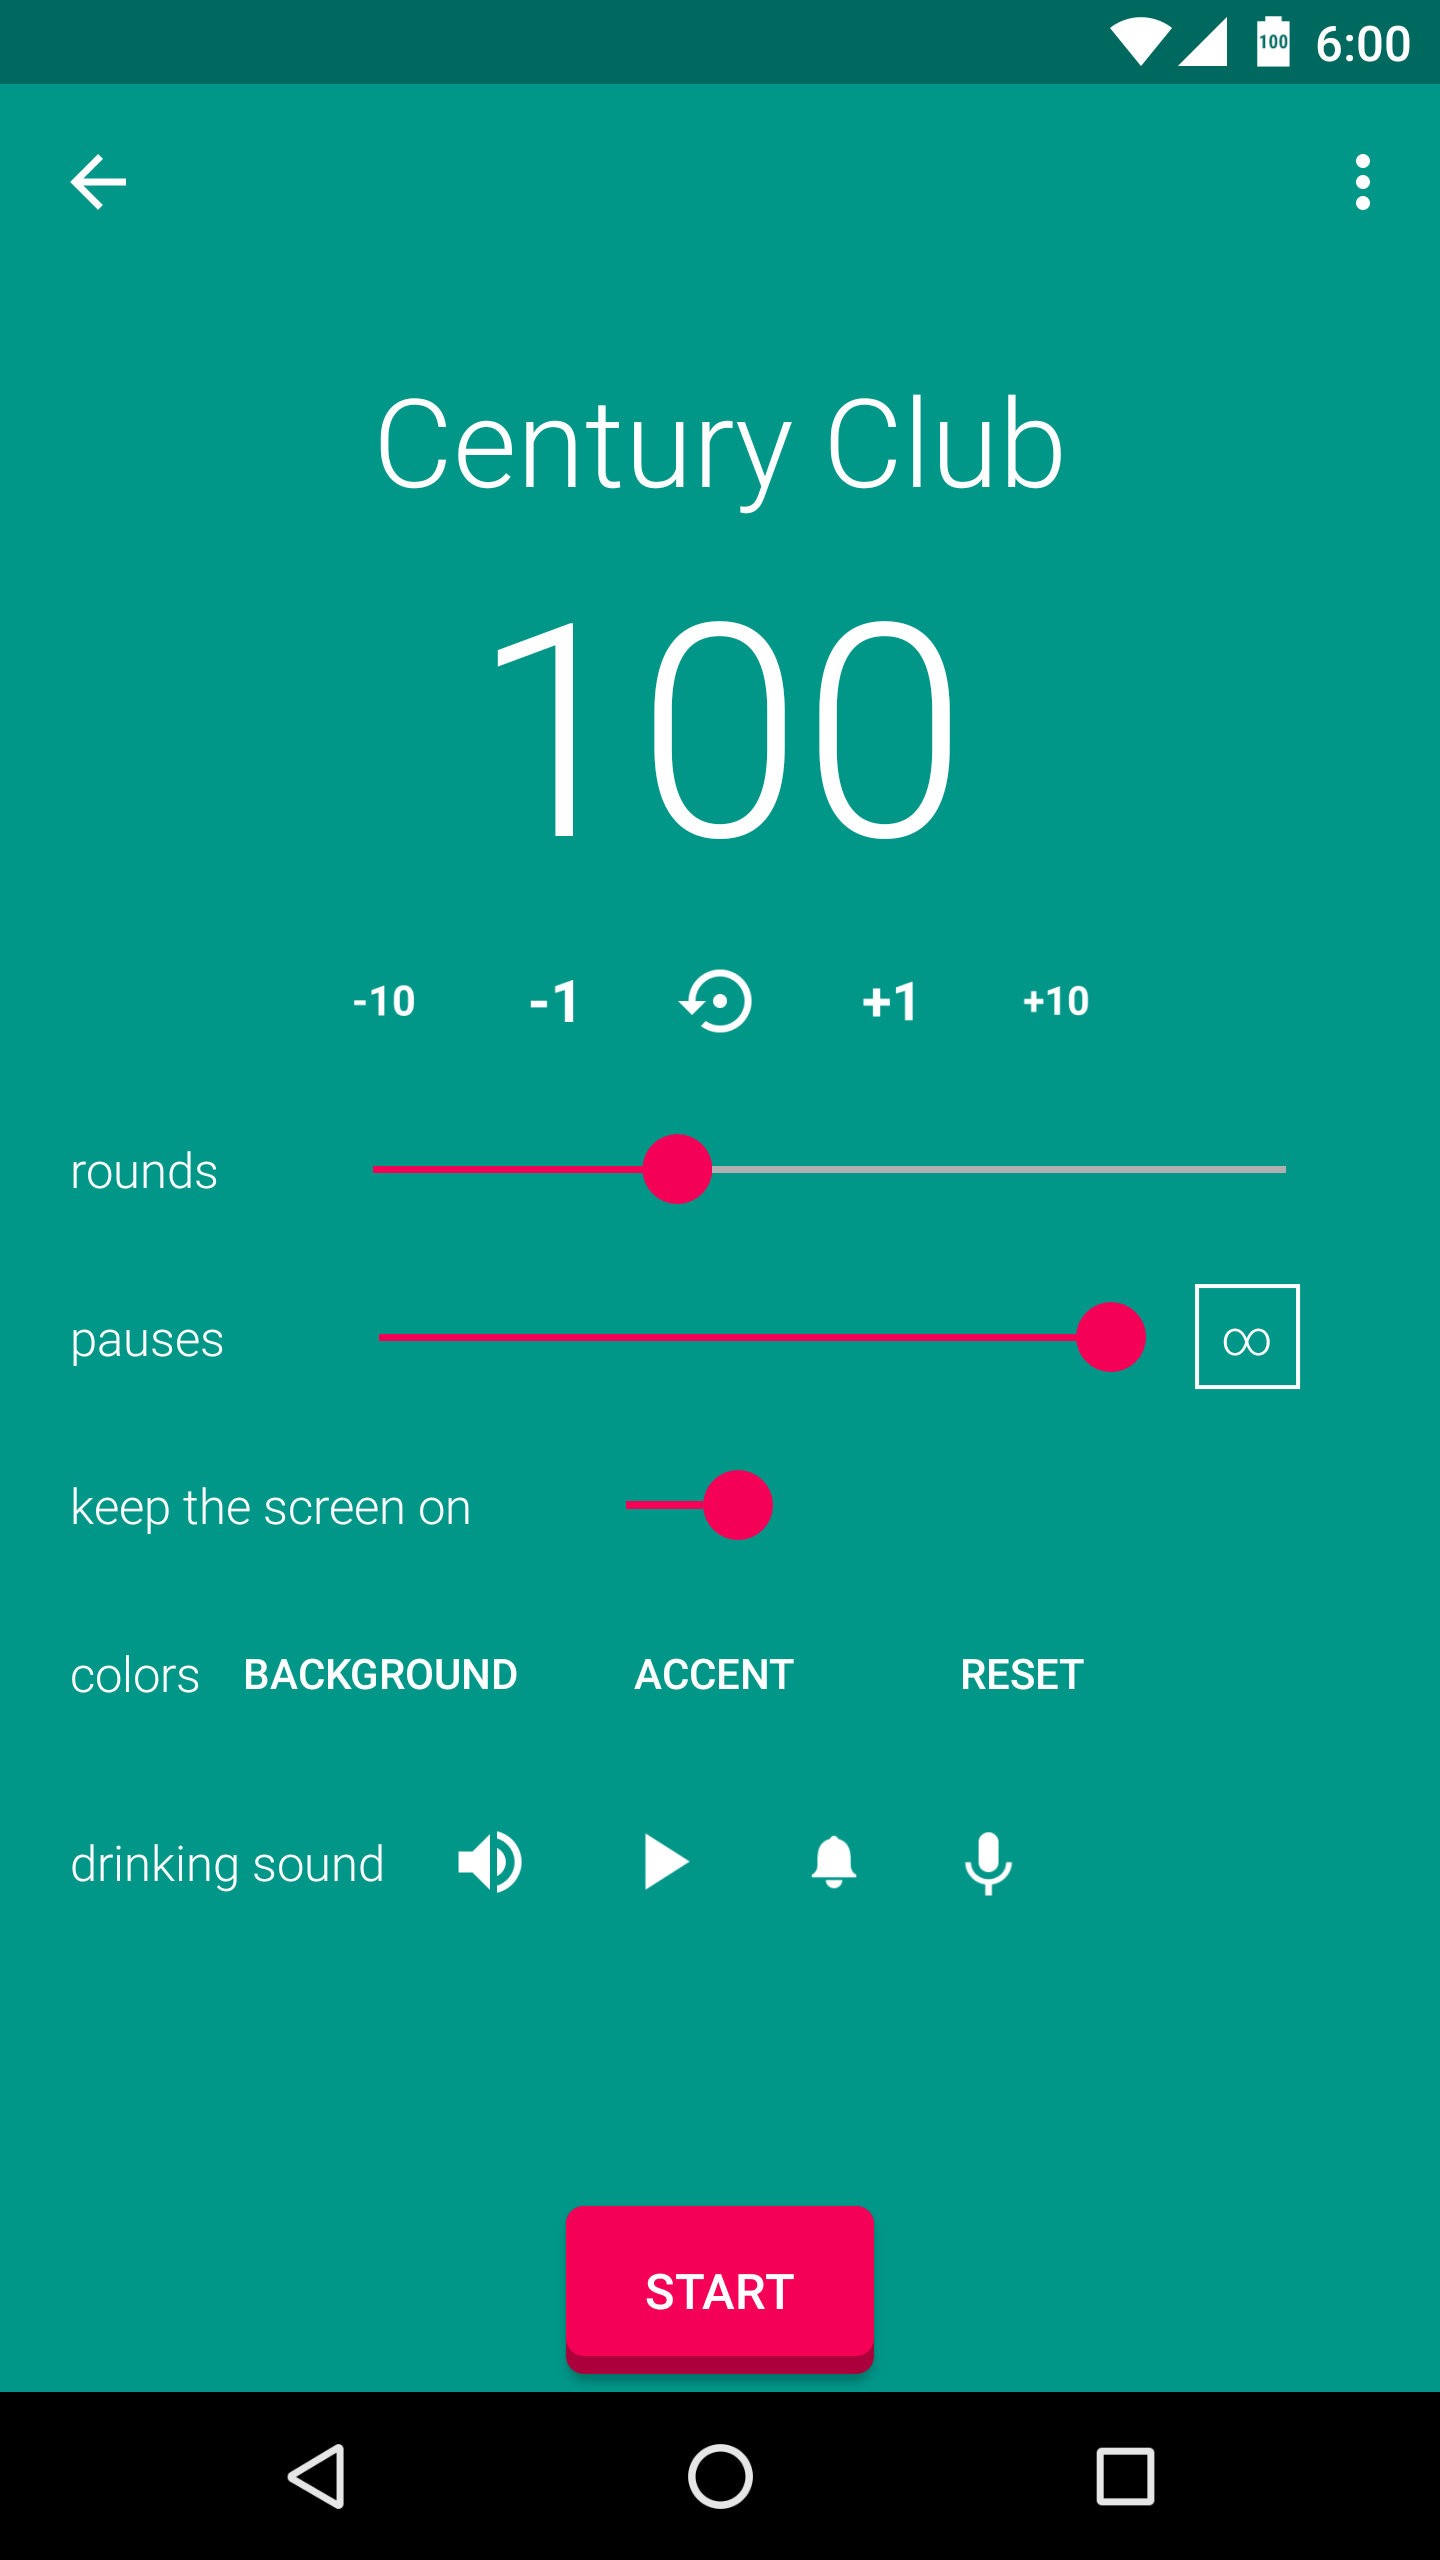 100 6:00
Century Club
100
-10 -1 +1 +10
rounds
pauses ∞
keep the screen on
colors BACKGROUND ACCENT RESET
drinking sound
START